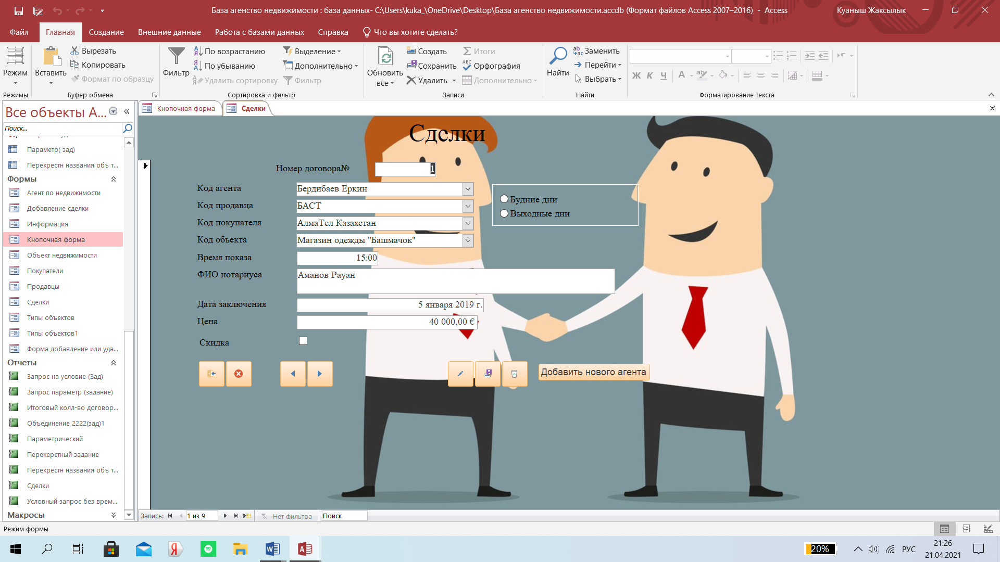 База агенство недвижимости : база данных- C:\Users\kuka_\OneDrive\Desktop\База агенство недвижимости.accdb (Формат файлов Access 2007–2016) - Access
Куаныш Жаксылык
Файл Главная Создание Внешние данные Работа с базами данных Справка Что вы хотите сделать?
Режим
Режимы
Вставить
Вырезать
Копировать
Формат по образцу
Буфер обмена
Фильтр
По возрастанию
По убыванию
Удалить сортировку
Выделение
Дополнительно
Фильтр
Сортировка и фильтр
Обновить
все
Создать
Сохранить
Удалить
Итоги
Орфография
Дополнительно
Записи
Найти
Заменить
Перейти
Выбрать
Найти
Ж К Ч
Форматирование текста
Все объекты A...
Поиск...
Параметр( зад)
Перекрестн названия объ т...
Формы
Агент по недвижимости
Добавление сделки
Информация
Кнопочная форма
Объект недвижимости
Покупатели
Продавцы
Сделки
Типы объектов
Типы объектов1
Форма добавление или уда...
Отчеты
Запрос на условие (Зад)
Запрос параметр (задание)
Итоговый колл-во договор...
Объединение 2222(зад)1
Параметрический
Перекерстный задание
Перекрестн названия объ т...
Сделки
Условный запрос без врем...
Макросы
Кнопочная форма
Сделки
Сделки
Номер договора№ 1
Код агента Бердибаев Еркин
Код продавца БАСТ
Код покупателя АлмаТел Казахстан
Код объекта Магазин одежды "Башмачок"
Время показа 15:00
ФИО нотариуса Аманов Рауан
Дата заключения 5 января 2019 г.
Цена 40 000,00 €
Скидка
Будние дни
Выходные дни
Добавить нового агента
Запись: 1 из 9 Нет фильтра Поиск
Режим формы
20%
РУС
21:26
21.04.2021